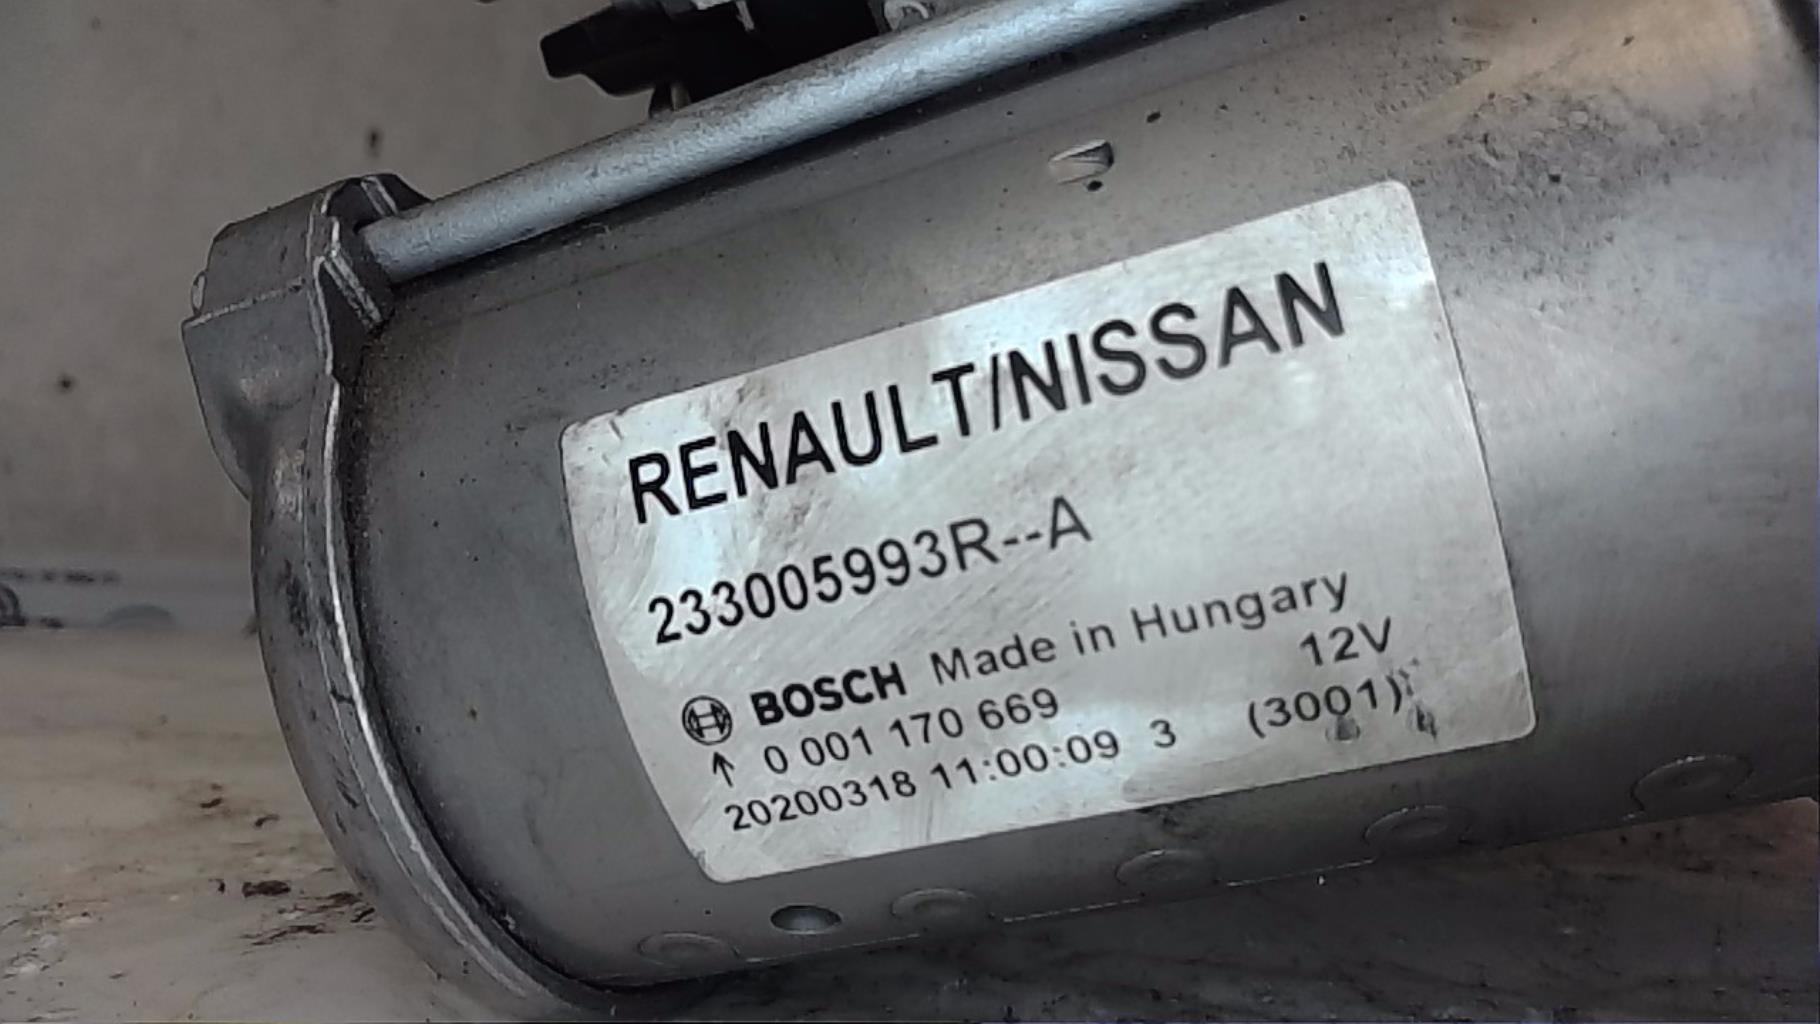 RENAULT/NISSAN
233005993R--A
BOSCH Made in Hungary
0 001 170 669 12V
20200318 11:00:09 3 (3001)